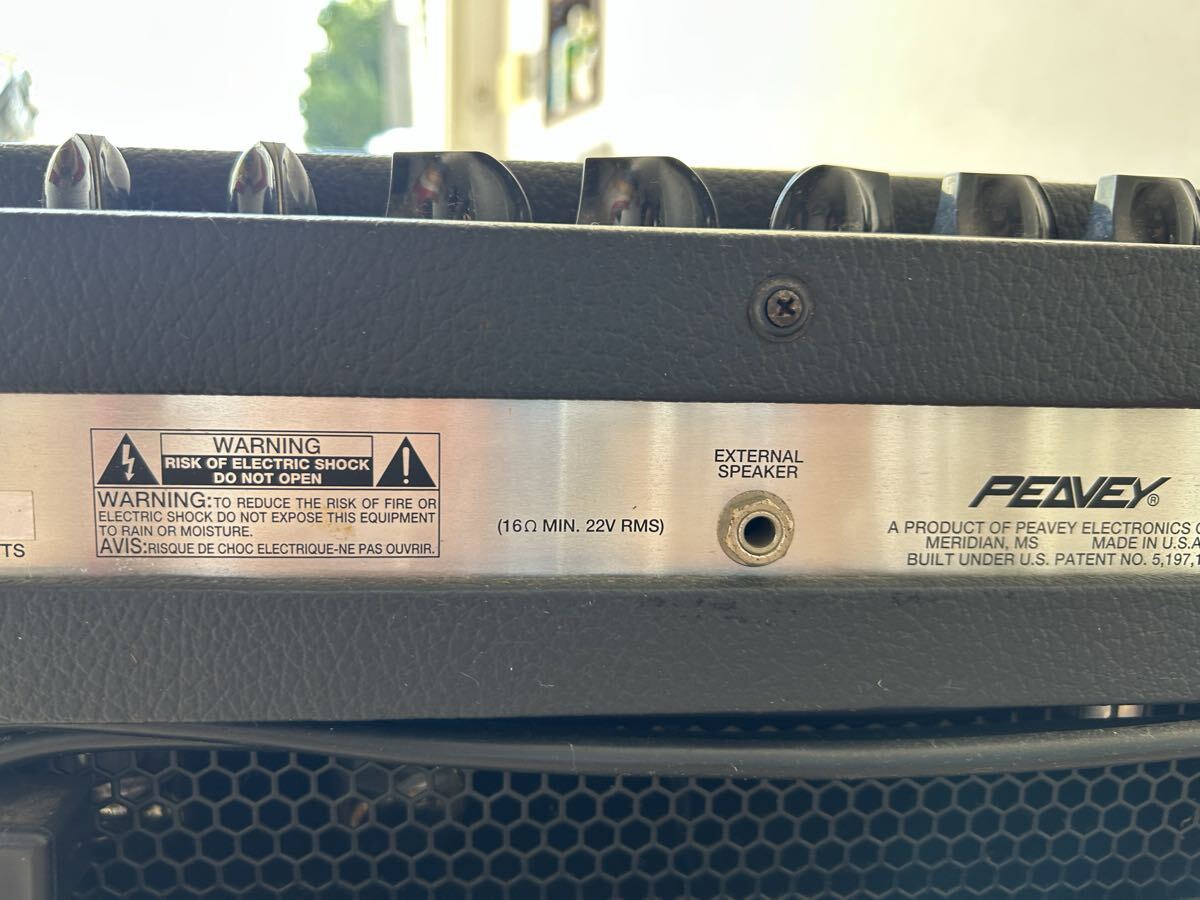 WARNING
RISK OF ELECTRIC SHOCK
DO NOT OPEN
WARNING: TO REDUCE THE RISK OF FIRE OR
ELECTRIC SHOCK DO NOT EXPOSE THIS EQUIPMENT
TO RAIN OR MOISTURE.
AVIS: RISQUE DE CHOC ELECTRIQUE-NE PAS OUVRIR.
TS
(16Ω MIN. 22V RMS)
EXTERNAL
SPEAKER
PEAVEY®
A PRODUCT OF PEAVEY ELECTRONICS
MERIDIAN, MS MADE IN U.S.A
BUILT UNDER U.S. PATENT NO. 5,197,1